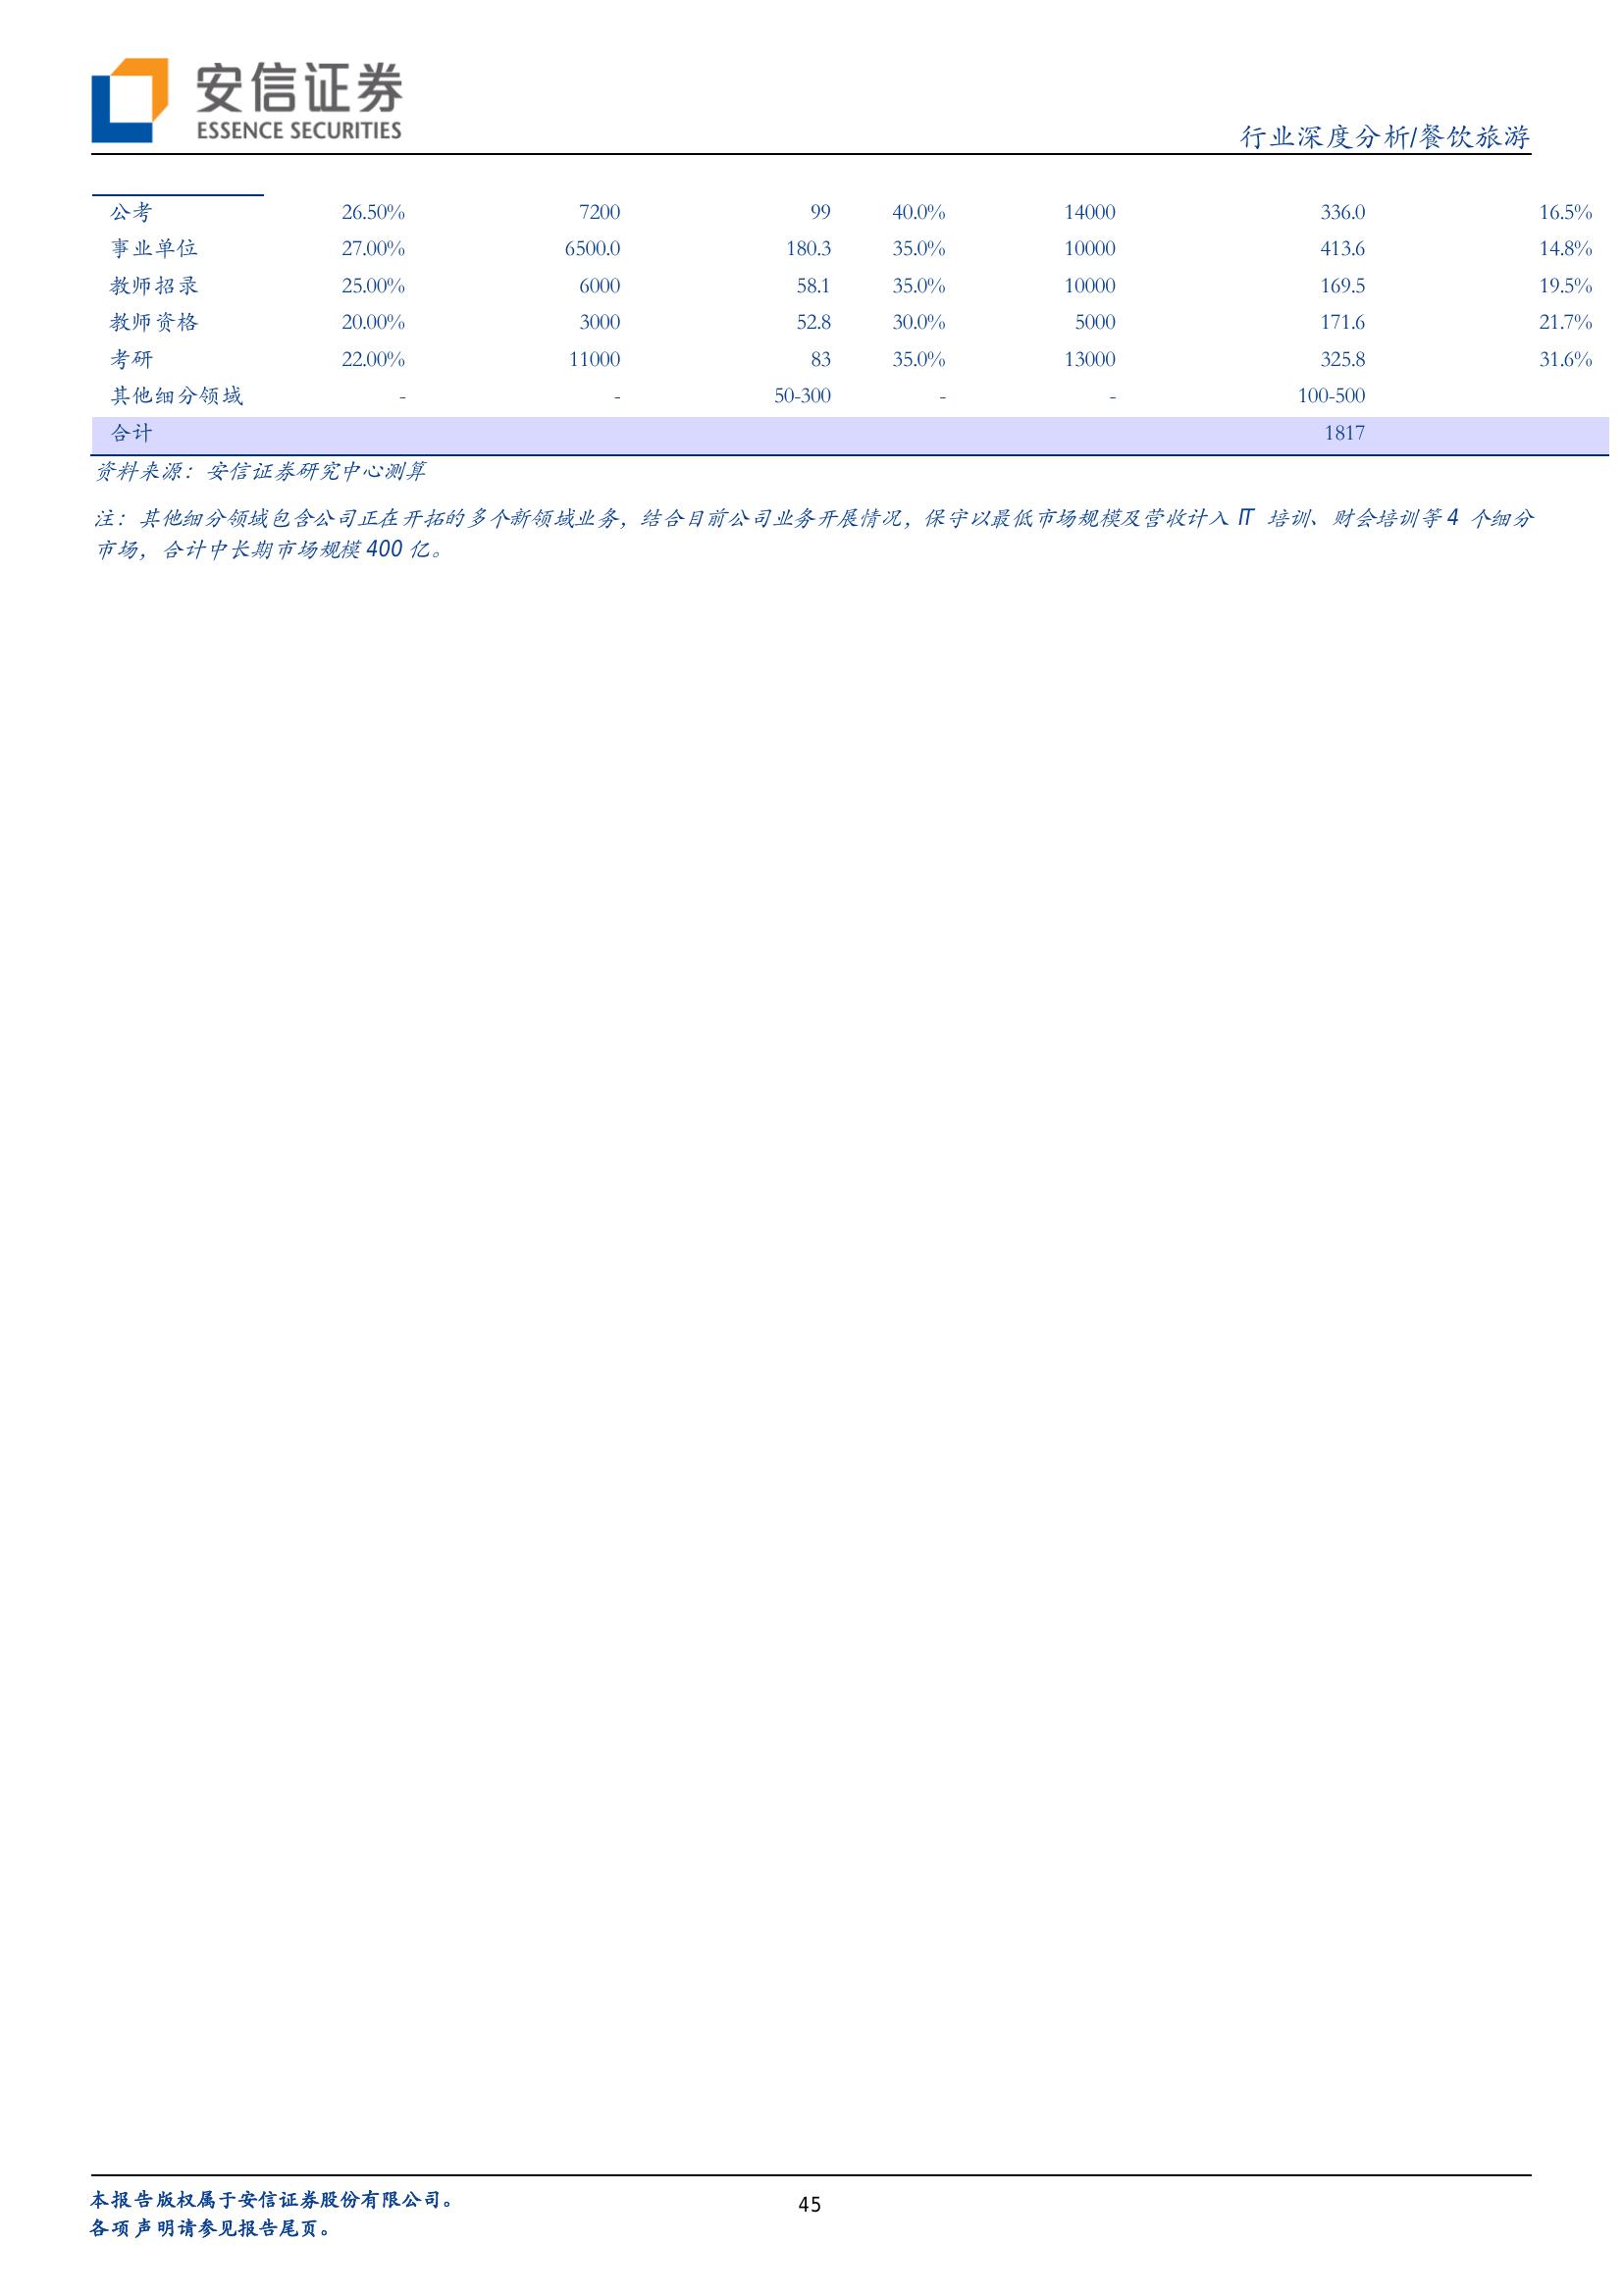 安信证券
ESSENCE SECURITIES
行业深度分析/餐饮旅游
公考 26.50% 7200 99 40.0% 14000 336.0 16.5%
事业单位 27.00% 6500.0 180.3 35.0% 10000 413.6 14.8%
教师招录 25.00% 6000 58.1 35.0% 10000 169.5 19.5%
教师资格 20.00% 3000 52.8 30.0% 5000 171.6 21.7%
考研 22.00% 11000 83 35.0% 13000 325.8 31.6%
其他细分领域 - - 50-300 - - 100-500
合计 1817
资料来源：安信证券研究中心测算
注：其他细分领域包含公司正在开拓的多个新领域业务，结合目前公司业务开展情况，保守以最低市场规模及营收计入 IT 培训、财会培训等 4 个细分
市场，合计中长期市场规模 400 亿。
本报告版权属于安信证券股份有限公司。
45
各项声明请参见报告尾页。